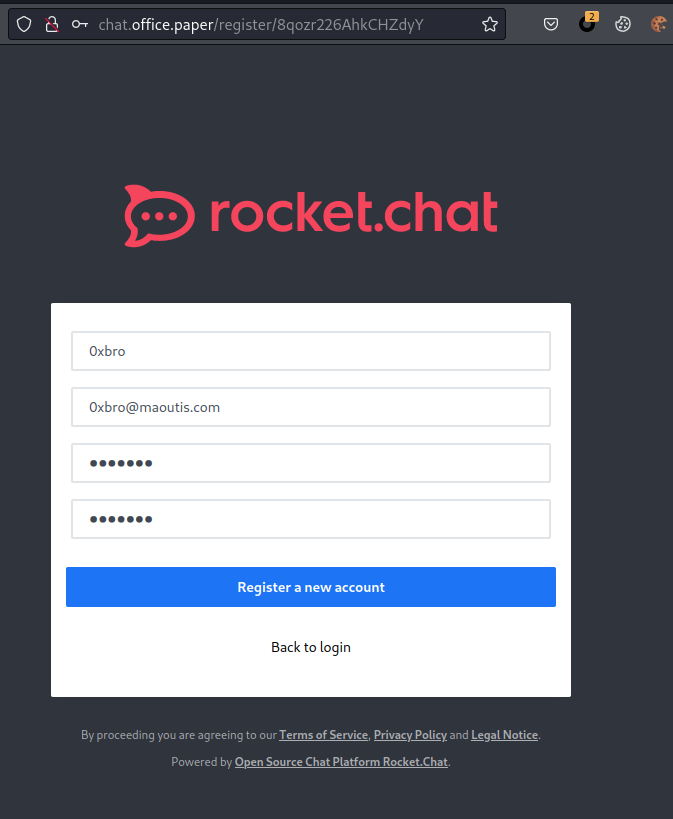 chat.office.paper/register/8qozr226AhkCHZdyY
2
rocket.chat
0xbro
0xbro@maoutis.com
•••••••
•••••••
Register a new account
Back to login
By proceeding you are agreeing to our Terms of Service, Privacy Policy and Legal Notice.
Powered by Open Source Chat Platform Rocket.Chat.